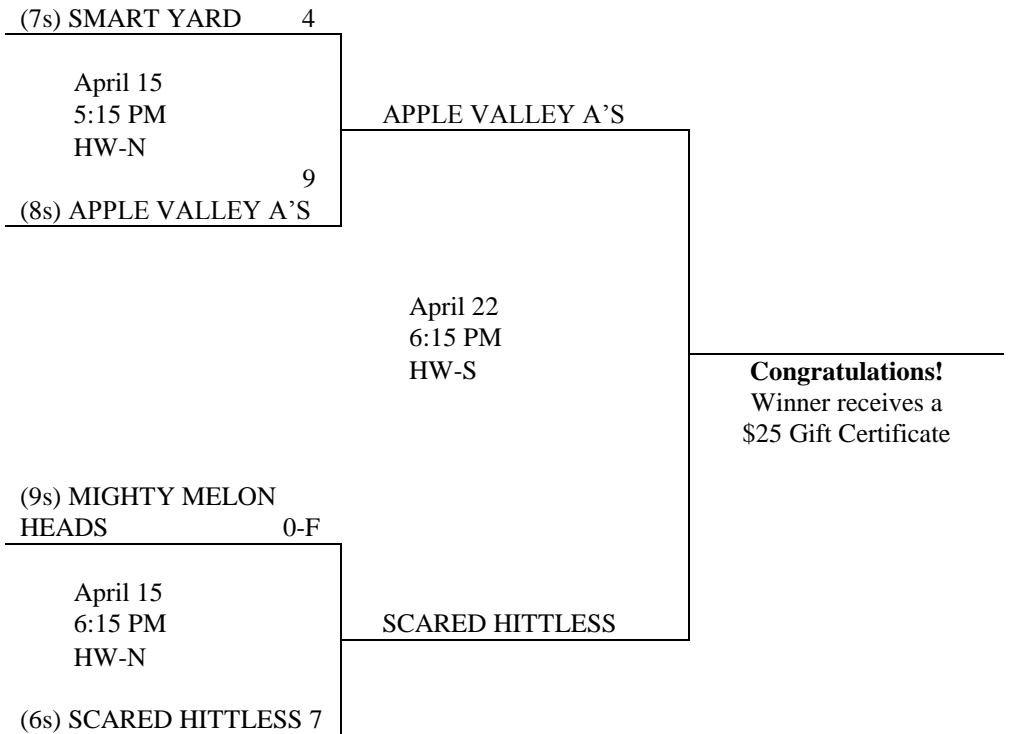 (7s) SMART YARD 4
April 15
5:15 PM
HW-N
9
(8s) APPLE VALLEY A’S
APPLE VALLEY A’S
April 22
6:15 PM
HW-S
Congratulations!
Winner receives a
$25 Gift Certificate
(9s) MIGHTY MELON
HEADS 0-F
April 15
6:15 PM
HW-N
(6s) SCARED HITTLESS 7
SCARED HITTLESS